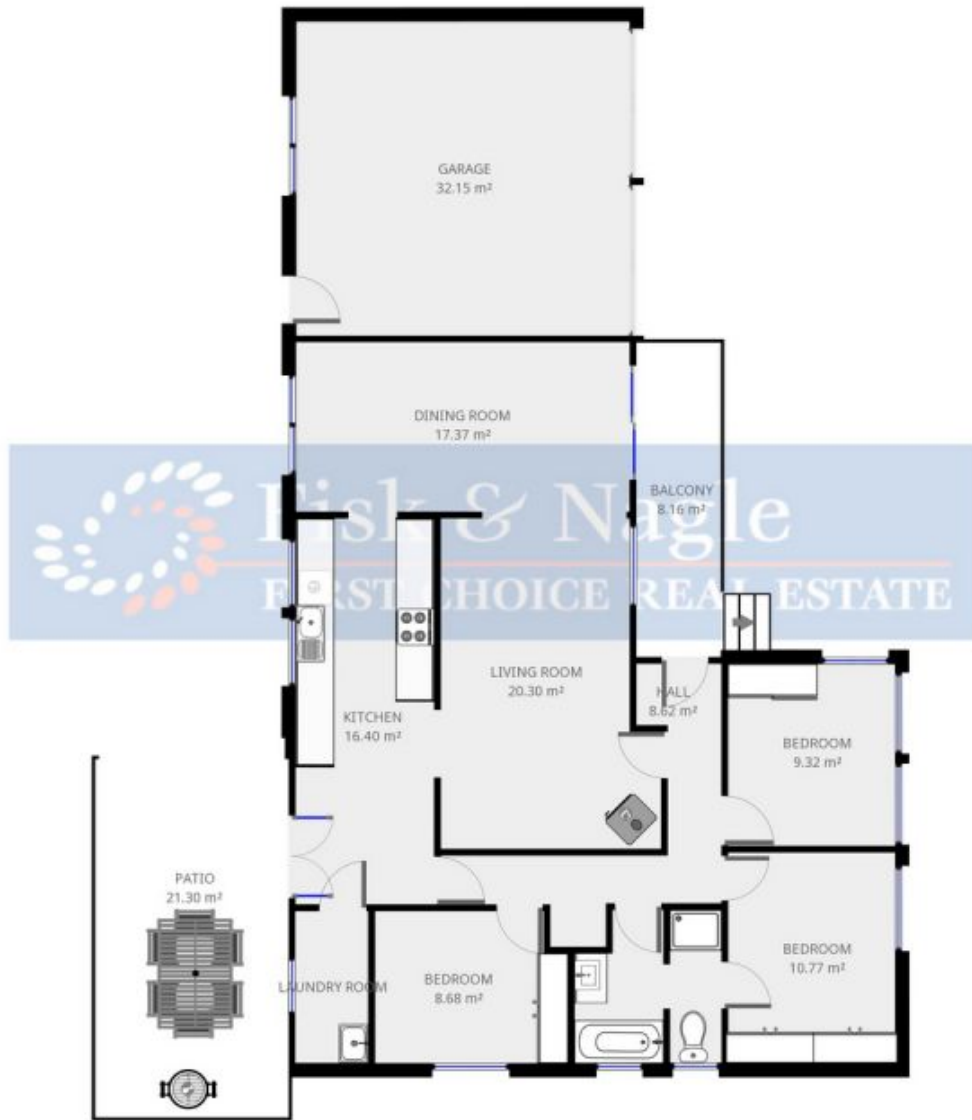 GARAGE
32.15 m²
DINING ROOM
17.37 m²
Fisk & Nagle
FIRST CHOICE REAL ESTATE
BALCONY
8.16 m²
LIVING ROOM
20.30 m²
HALL
8.62 m²
KITCHEN
16.40 m²
BEDROOM
9.32 m²
PATIO
21.30 m²
LAUNDRY ROOM
BEDROOM
8.68 m²
BEDROOM
10.77 m²